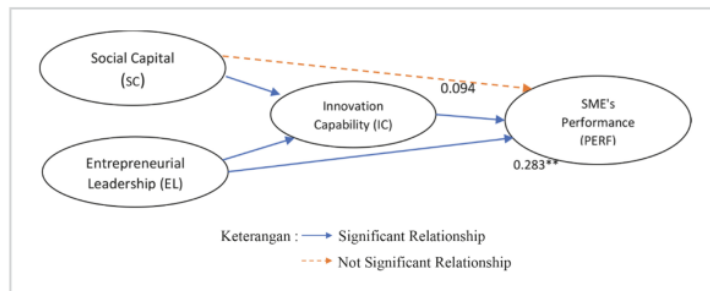 Social Capital
(SC)
0.094
Innovation
Capability (IC)
SME's
Performance
(PERF)
Entrepreneurial
Leadership (EL)
0.283**
Keterangan : Significant Relationship
Not Significant Relationship